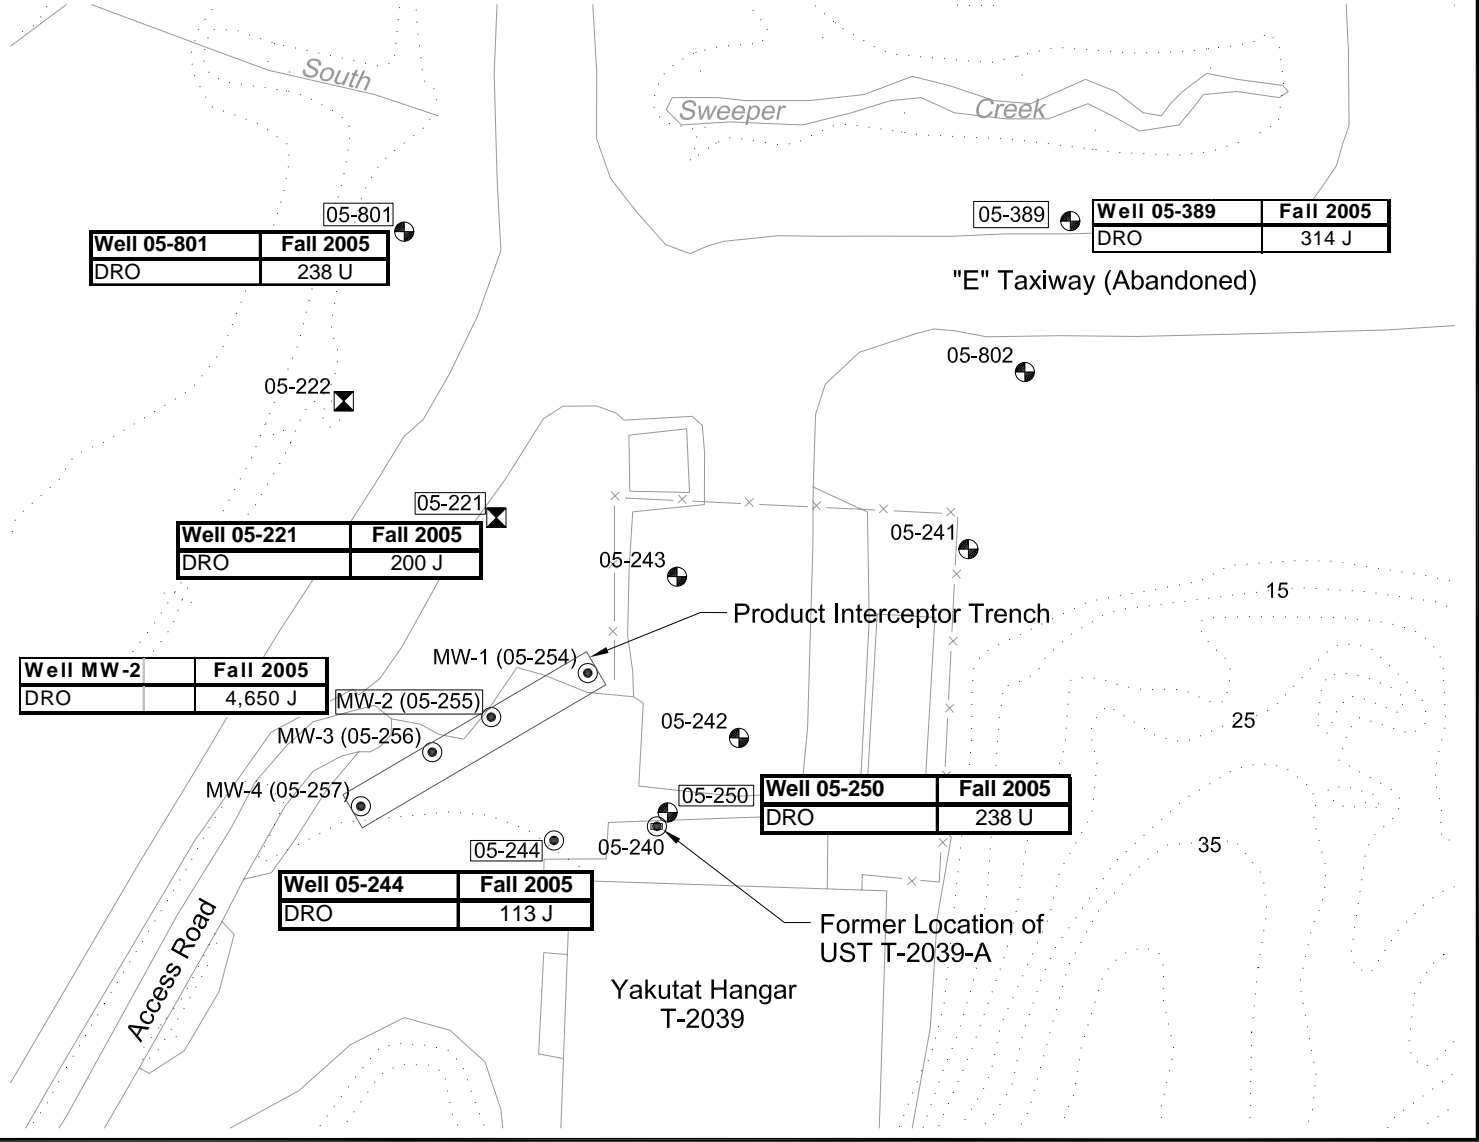 South
Sweeper Creek
05-801
Well 05-801 Fall 2005
DRO 238 U
05-389
Well 05-389 Fall 2005
DRO 314 J
"E" Taxiway (Abandoned)
05-802
05-222
05-221
Well 05-221 Fall 2005
DRO 200 J
05-241
05-243
15
Product Interceptor Trench
MW-1 (05-254)
Well MW-2 Fall 2005
DRO 4,650 J
MW-2 (05-255)
05-242
25
MW-3 (05-256)
MW-4 (05-257)
05-250
Well 05-250 Fall 2005
DRO 238 U
05-244
05-240
35
Well 05-244 Fall 2005
DRO 113 J
Former Location of
UST T-2039-A
Access Road
Yakutat Hangar
T-2039